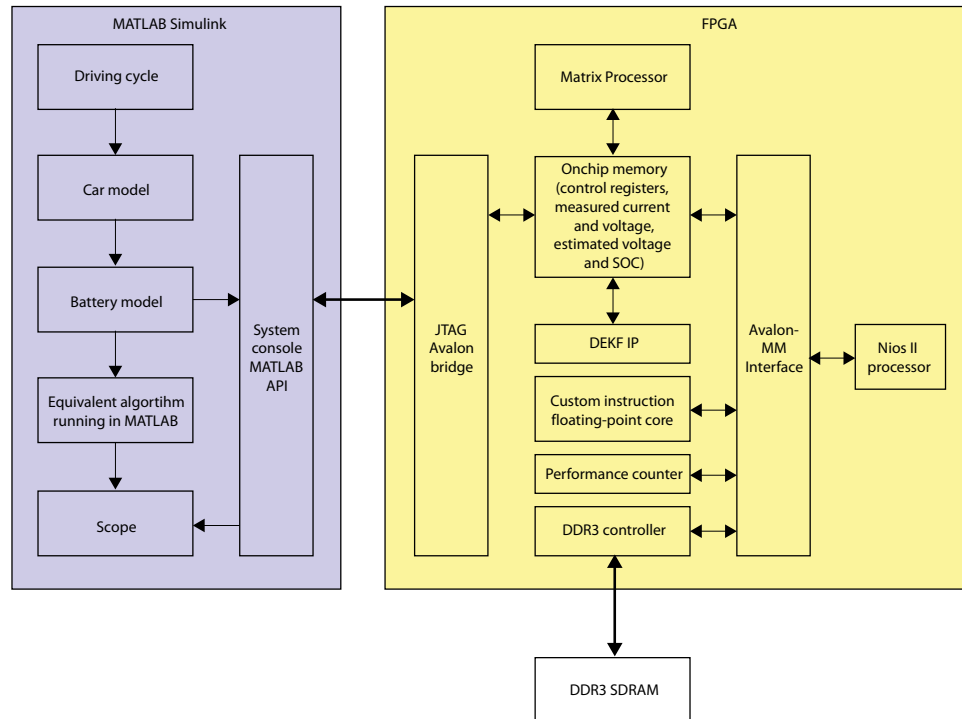 MATLAB Simulink
Driving cycle
Car model
Battery model
Equivalent algortihm
running in MATLAB
Scope
System
console
MATLAB
API
FPGA
Matrix Processor
JTAG
Avalon
bridge
Onchip memory
(control registers,
measured current
and voltage,
estimated voltage
and SOC)
DEKF IP
Custom instruction
floating-point core
Performance counter
DDR3 controller
Avalon-
MM
Interface
Nios II
processor
DDR3 SDRAM